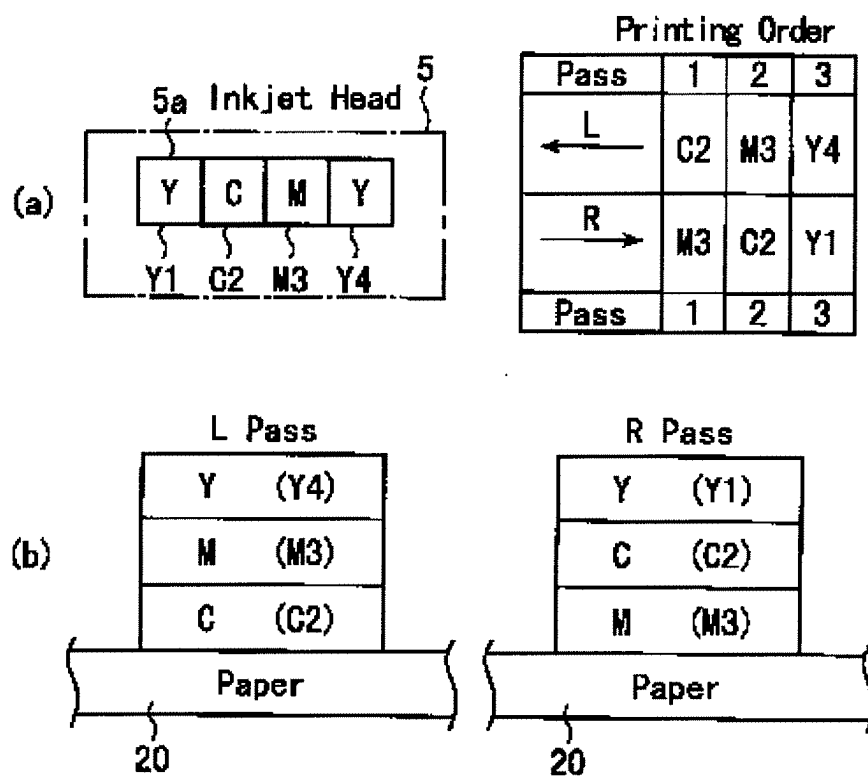 Printing Order
5a Inkjet Head 5
Pass 1 2 3
L C2 M3 Y4
R M3 C2 Y1
Pass 1 2 3
(a)
Y C M Y
Y1 C2 M3 Y4
(b)
L Pass
Y (Y4)
M (M3)
C (C2)
Paper
20
R Pass
Y (Y1)
C (C2)
M (M3)
Paper
20